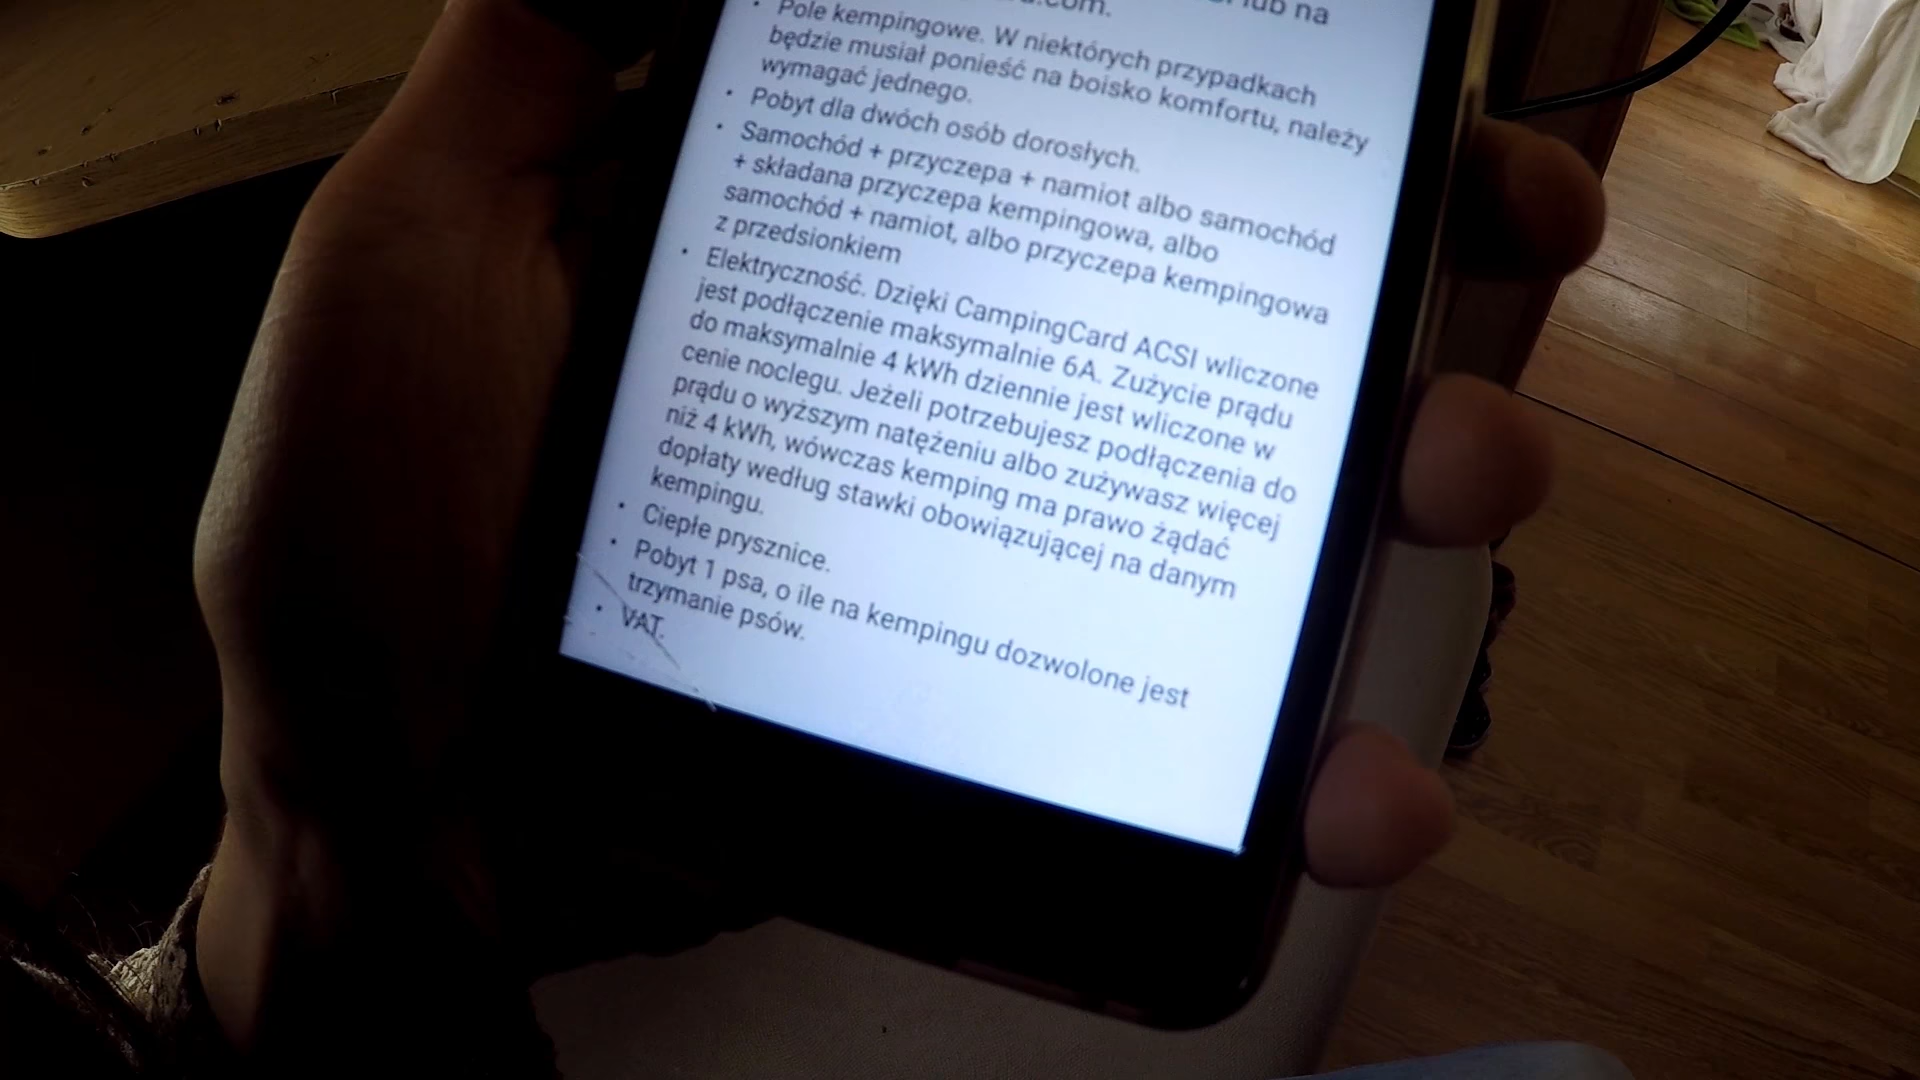 lub na
.com.
• Pole kempingowe. W niektórych przypadkach
będzie musiał ponieść na boisko komfortu, należy
wymagać jednego.
• Pobyt dla dwóch osób dorosłych.
• Samochód + przyczepa + namiot albo samochód
+ składana przyczepa kempingowa, albo
samochód + namiot, albo przyczepa kempingowa
z przedsionkiem
• Elektryczność. Dzięki CampingCard ACSI wliczone
jest podłączenie maksymalnie 6A. Zużycie prądu
do maksymalnie 4 kWh dziennie jest wliczone w
cenie noclegu. Jeżeli potrzebujesz podłączenia do
prądu o wyższym natężeniu albo zużywasz więcej
niż 4 kWh, wówczas kemping ma prawo żądać
dopłaty według stawki obowiązującej na danym
kempingu.
• Ciepłe prysznice.
• Pobyt 1 psa, o ile na kempingu dozwolone jest
trzymanie psów.
• VAT.